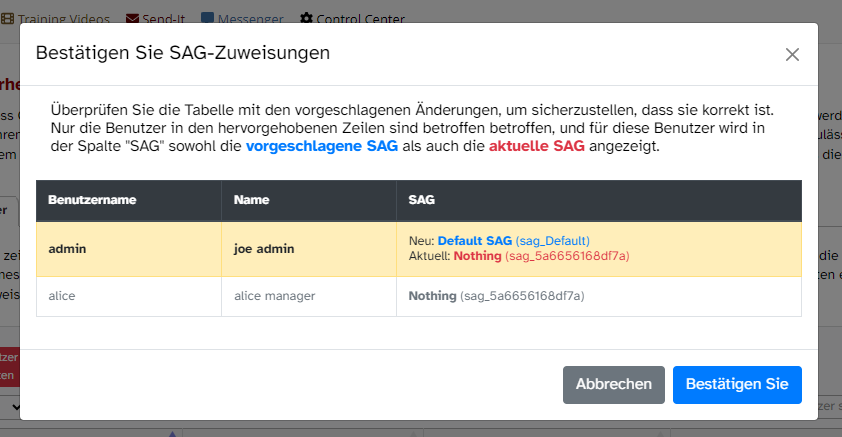 Training Videos Send-It Messenger Control Center
Bestätigen Sie SAG-Zuweisungen
Überprüfen Sie die Tabelle mit den vorgeschlagenen Änderungen, um sicherzustellen, dass sie korrekt ist.
Nur die Benutzer in den hervorgehobenen Zeilen sind betroffen betroffen, und für diese Benutzer wird in
der Spalte "SAG" sowohl die vorgeschlagene SAG als auch die aktuelle SAG angezeigt.
Benutzername Name SAG
admin joe admin Neu: Default SAG (sag_Default)
Aktuell: Nothing (sag_5a6656168df7a)
alice alice manager Nothing (sag_5a6656168df7a)
Abbrechen Bestätigen Sie